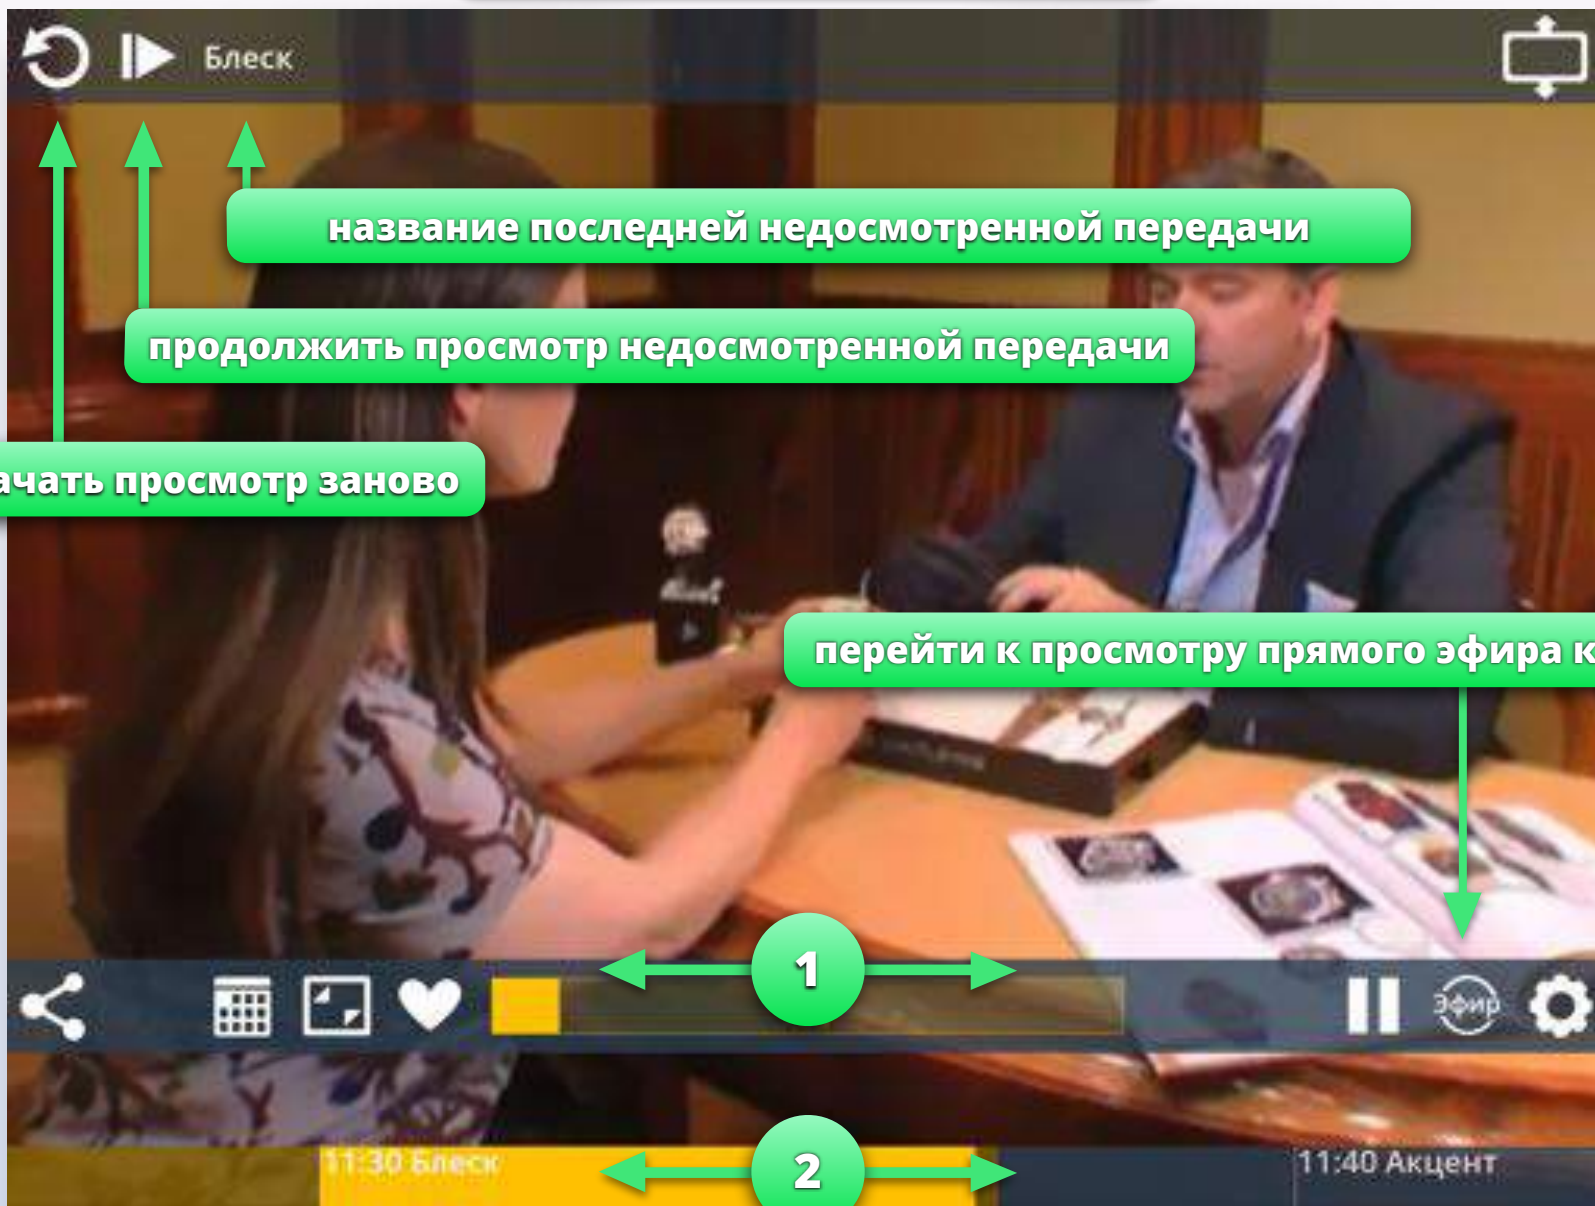 Блеск
название последней недосмотренной передачи
продолжить просмотр недосмотренной передачи
ачать просмотр заново
перейти к просмотру прямого эфира к
1
Эфир
2
11:30 Блеск
11:40 Акцент